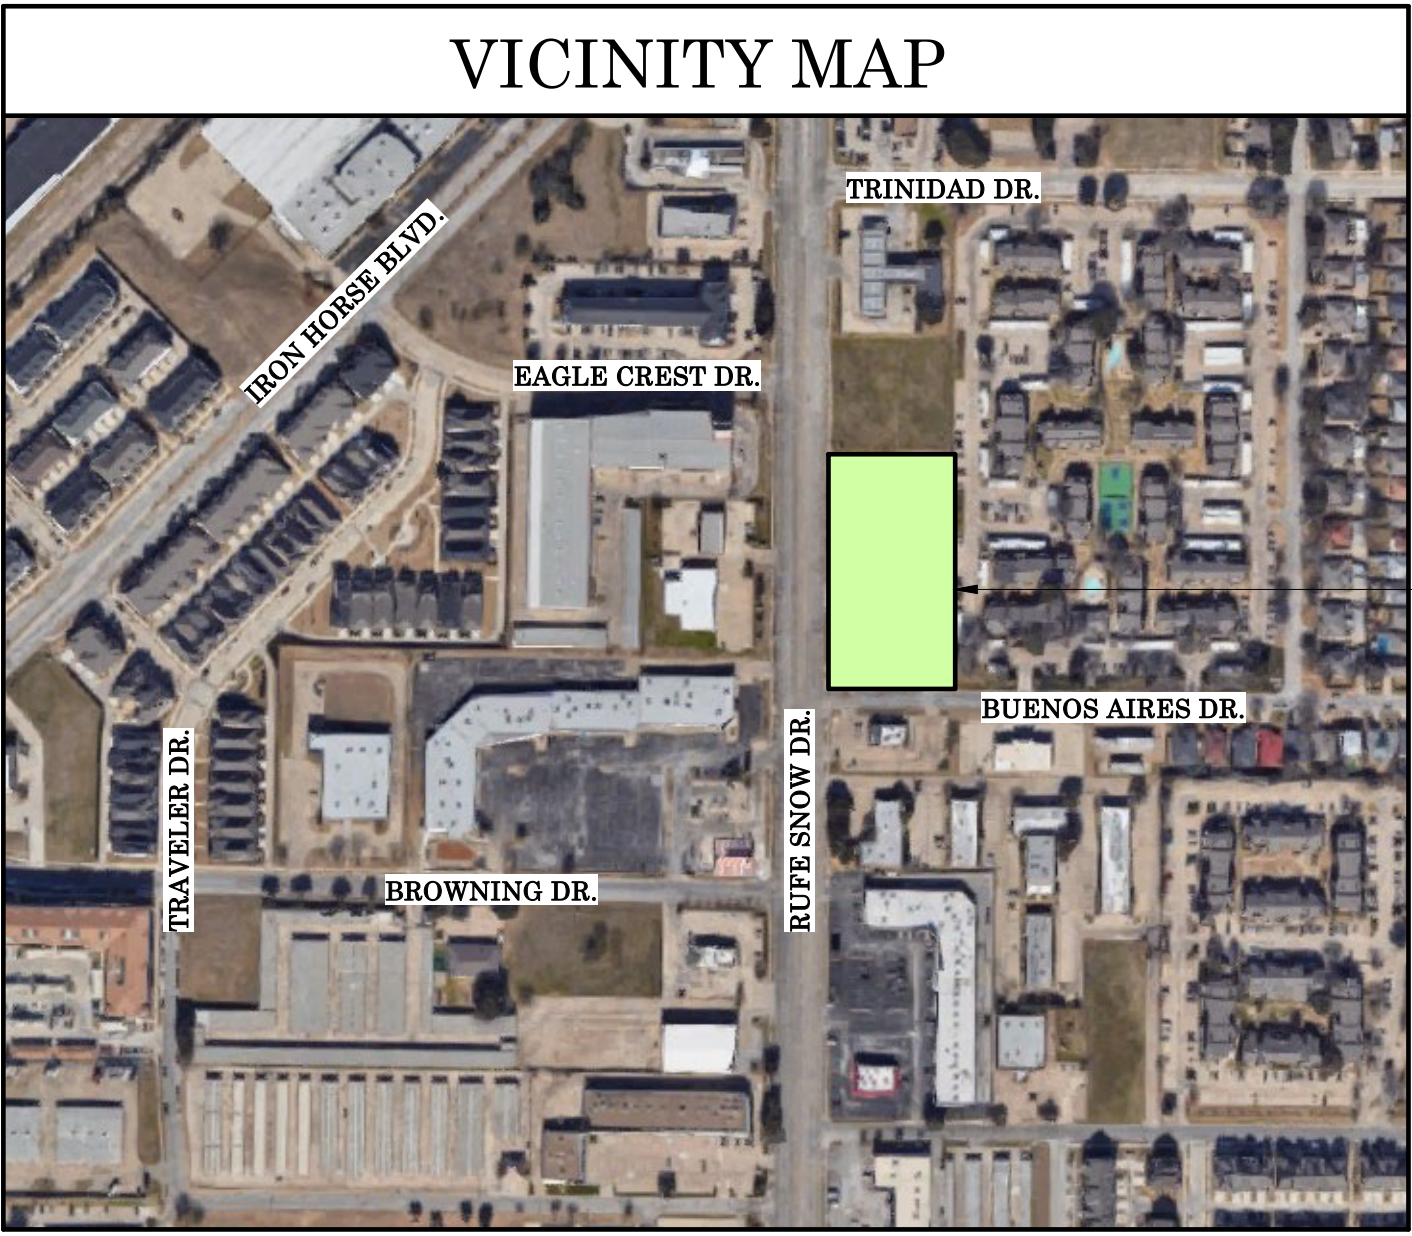 VICINITY MAP
TRINIDAD DR.
IRON HORSE BLVD.
EAGLE CREST DR.
BUENOS AIRES DR.
RUFE SNOW DR.
TRAVELER DR.
BROWNING DR.